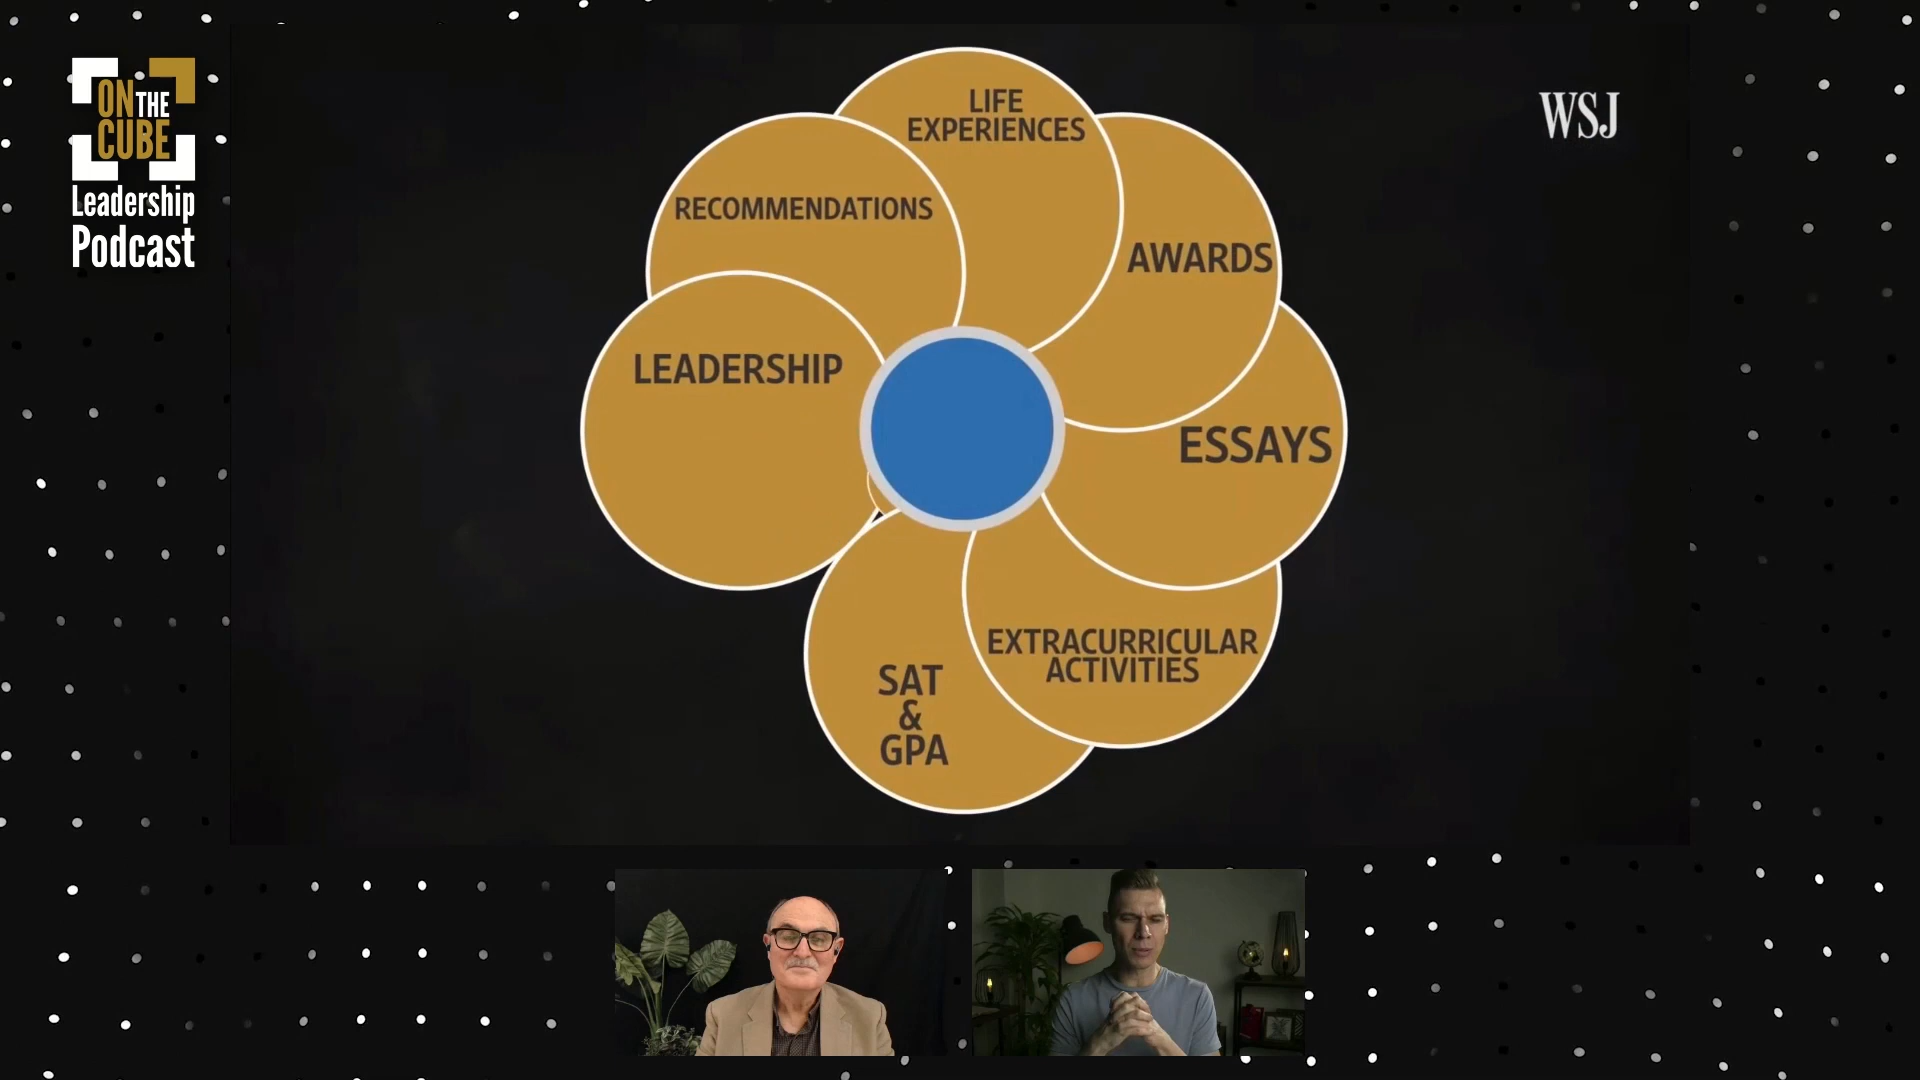 ON THE
CUBE
Leadership
Podcast
WSJ
LIFE
EXPERIENCES
RECOMMENDATIONS
AWARDS
LEADERSHIP
ESSAYS
EXTRACURRICULAR
ACTIVITIES
SAT
&
GPA